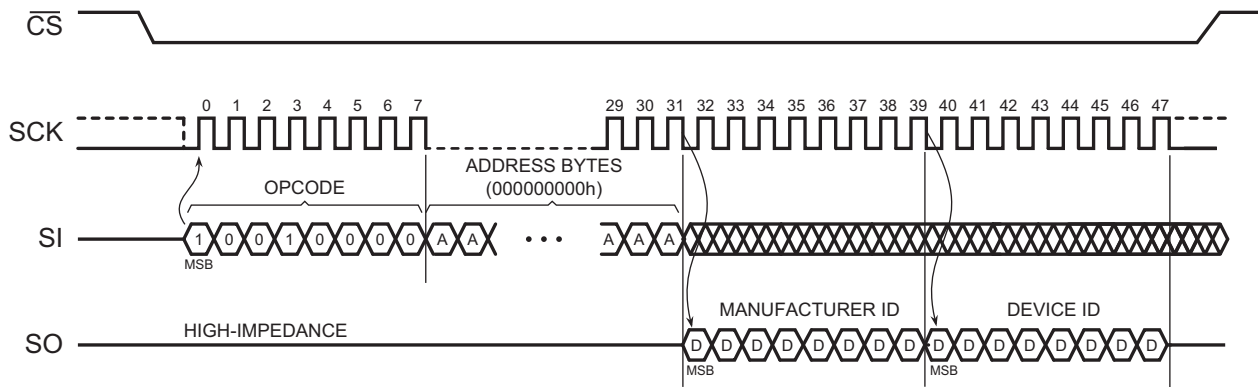 CS
0 1 2 3 4 5 6 7 29 30 31 32 33 34 35 36 37 38 39 40 41 42 43 44 45 46 47
SCK
ADDRESS BYTES
OPCODE (000000000h)
SI 1 0 0 1 0 0 0 0 A A • • • A A A
MSB
HIGH-IMPEDANCE MANUFACTURER ID DEVICE ID
SO D D D D D D D D D D D D D D D D
MSB MSB